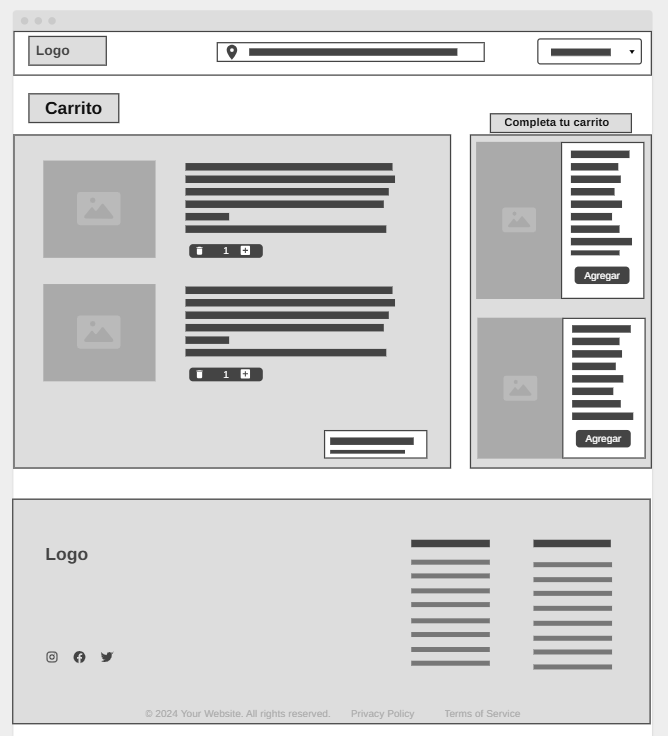 Logo
Carrito
Completa tu carrito
1
Agregar
1
Agregar
Logo
© 2024 Your Website. All rights reserved. Privacy Policy Terms of Service